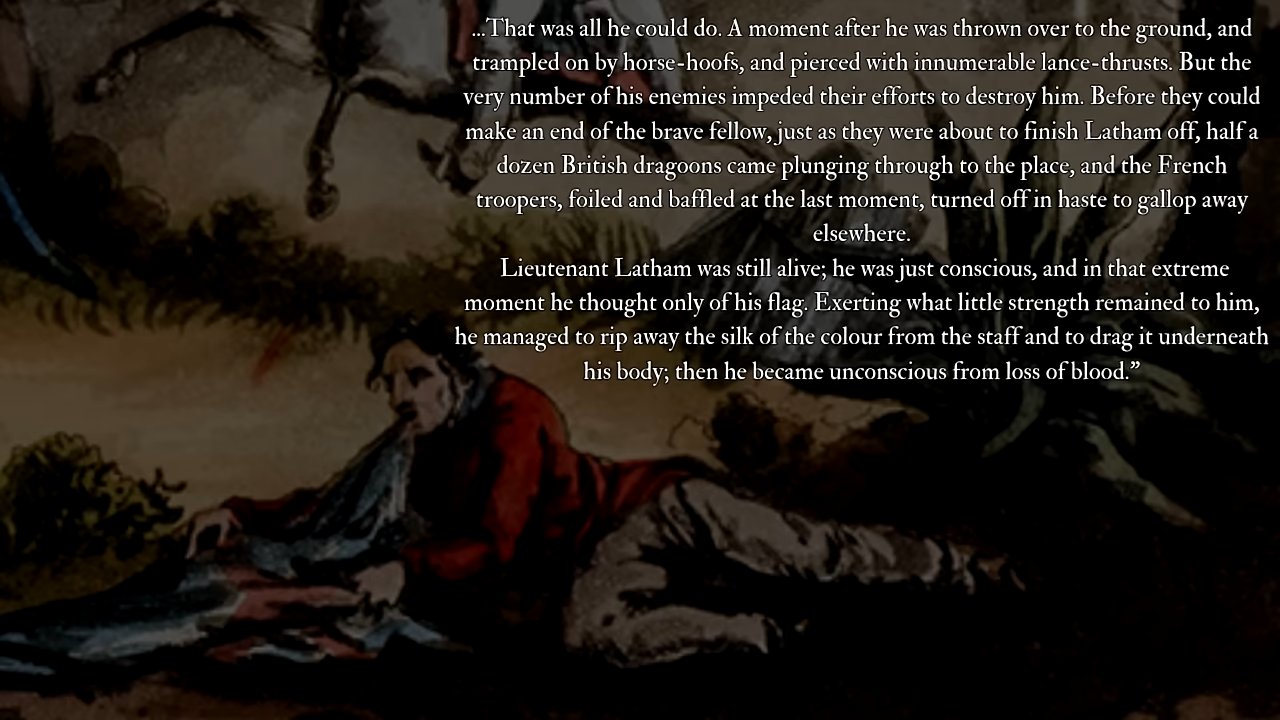 ...That was all he could do. A moment after he was thrown over to the ground, and
trampled on by horse-hoofs, and pierced with innumerable lance-thrusts. But the
very number of his enemies impeded their efforts to destroy him. Before they could
make an end of the brave fellow, just as they were about to finish Latham off, half a
dozen British dragoons came plunging through to the place, and the French
troopers, foiled and baffled at the last moment, turned off in haste to gallop away
elsewhere.
Lieutenant Latham was still alive; he was just conscious, and in that extreme
moment he thought only of his flag. Exerting what little strength remained to him,
he managed to rip away the silk of the colour from the staff and to drag it underneath
his body; then he became unconscious from loss of blood.”